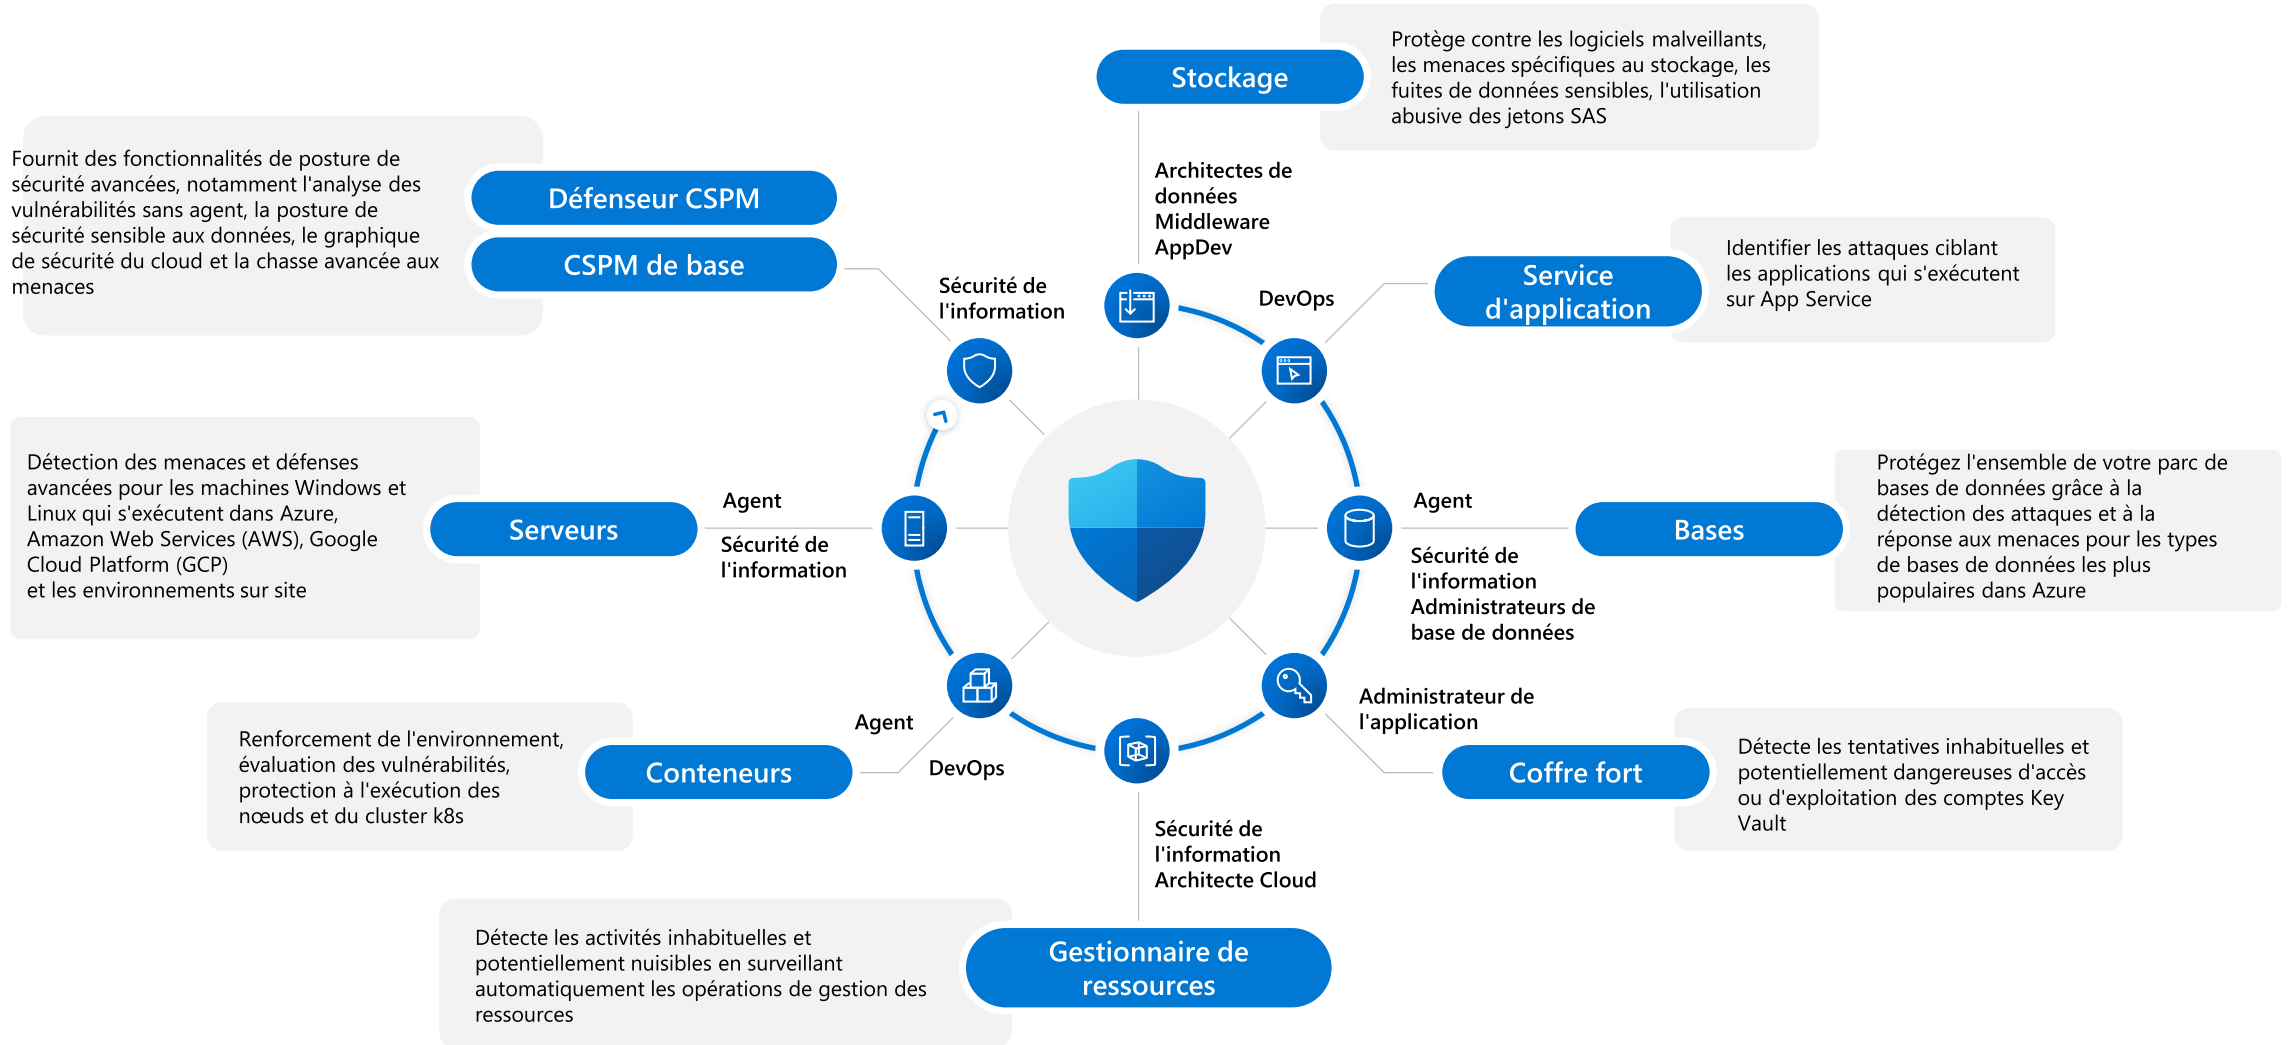 Stockage
Protège contre les logiciels malveillants,
les menaces spécifiques au stockage, les
fuites de données sensibles, l'utilisation
abusive des jetons SAS
Architectes de
données
Middleware
AppDev
Fournit des fonctionnalités de posture de
sécurité avancées, notamment l'analyse des
vulnérabilités sans agent, la posture de
sécurité sensible aux données, le graphique
de sécurité du cloud et la chasse avancée aux
menaces
Défenseur CSPM
CSPM de base
Sécurité de
l'information
DevOps
Service
d'application
Identifier les attaques ciblant
les applications qui s'exécutent
sur App Service
Détection des menaces et défenses
avancées pour les machines Windows et
Linux qui s'exécutent dans Azure,
Amazon Web Services (AWS), Google
Cloud Platform (GCP)
et les environnements sur site
Serveurs
Agent
Sécurité de
l'information
Agent
Sécurité de
l'information
Administrateurs de
base de données
Bases
Protégez l'ensemble de votre parc de
bases de données grâce à la
détection des attaques et à la
réponse aux menaces pour les types
de bases de données les plus
populaires dans Azure
Renforcement de l'environnement,
évaluation des vulnérabilités,
protection à l'exécution des
nœuds et du cluster k8s
Conteneurs
Agent
DevOps
Administrateur de
l'application
Coffre fort
Détecte les tentatives inhabituelles et
potentiellement dangereuses d'accès
ou d'exploitation des comptes Key
Vault
Sécurité de
l'information
Architecte Cloud
Détecte les activités inhabituelles et
potentiellement nuisibles en surveillant
automatiquement les opérations de gestion des
ressources
Gestionnaire de
ressources